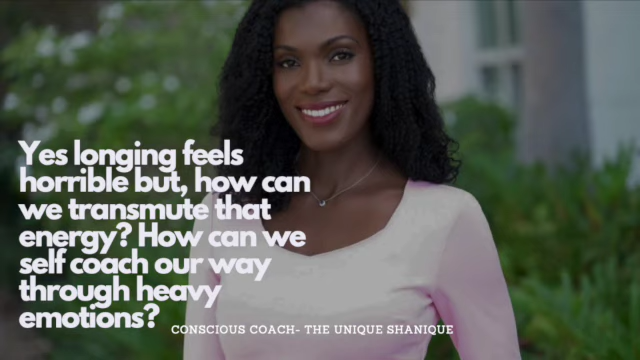 Yes longing feels
horrible but, how can
we transmute that
energy? How can we
self coach our way
through heavy
emotions?
CONSCIOUS COACH- THE UNIQUE SHANIQUE